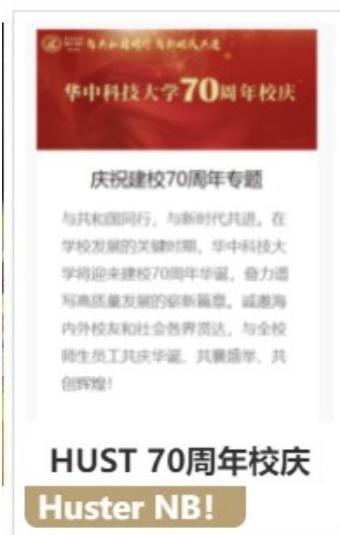 与共和国同行 与新时代共进
华中科技大学70周年校庆
庆祝建校70周年专题
与共和国同行，与新时代共进。在
学校发展的关键时期，华中科技大
学将迎来建校70周年华诞，奋力谱
写高质量发展的崭新篇章。诚邀海
内外校友和社会各界贤达，与全校
师生员工共庆华诞、共襄盛举、共
创辉煌！
HUST 70周年校庆
Huster NB！